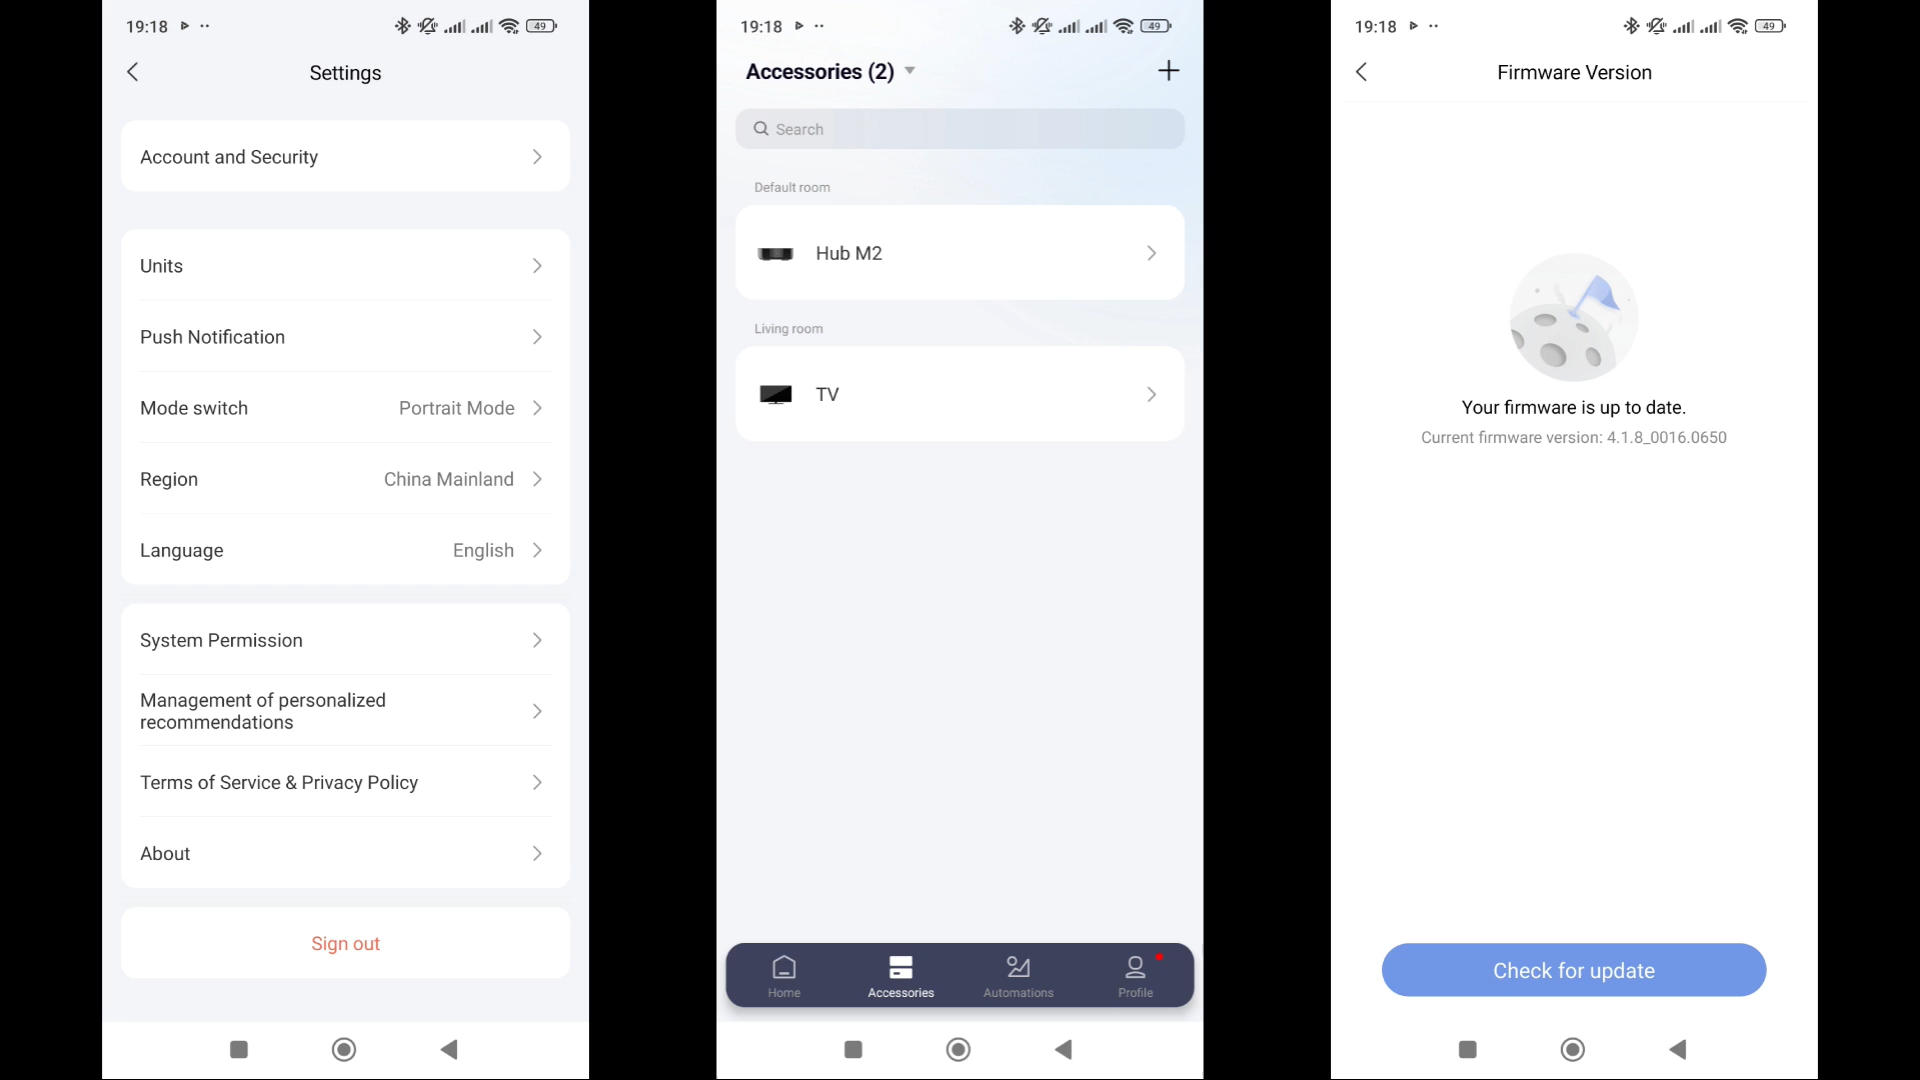 19:18
49
Settings
Account and Security
Units
Push Notification
Mode switch Portrait Mode
Region China Mainland
Language English
System Permission
Management of personalized
recommendations
Terms of Service & Privacy Policy
About
Sign out
19:18
49
Accessories (2)
Search
Default room
Hub M2
Living room
TV
Home Accessories Automations Profile
19:18
49
Firmware Version
Your firmware is up to date.
Current firmware version: 4.1.8_0016.0650
Check for update